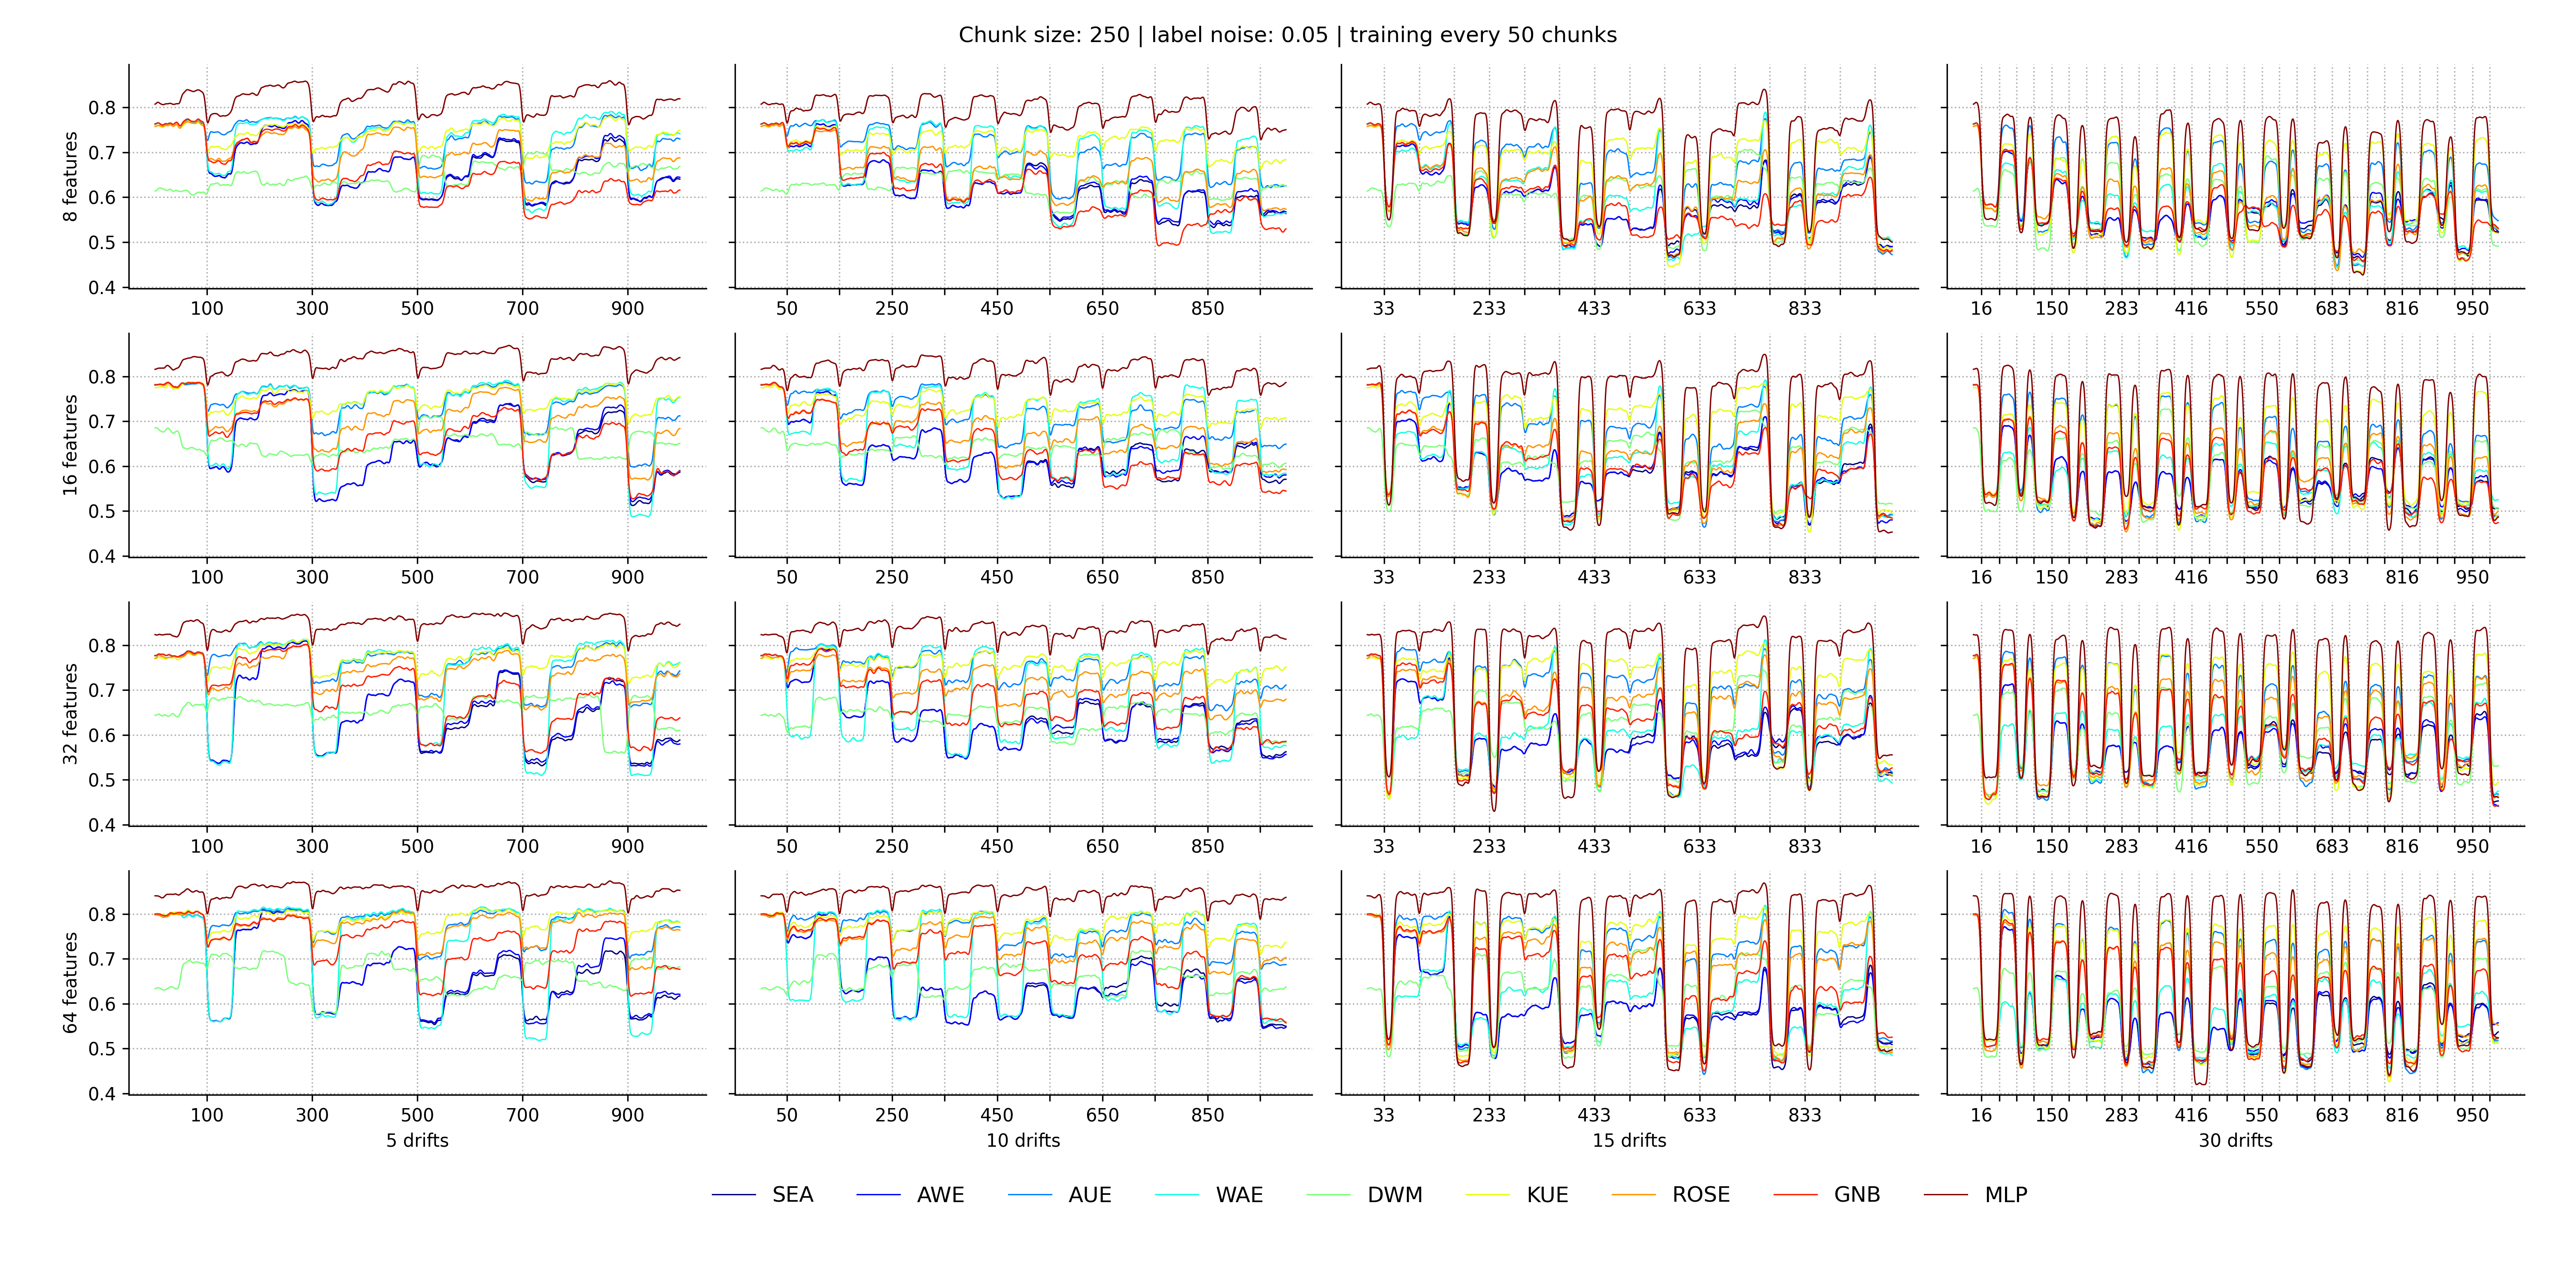 Chunk size: 250 | label noise: 0.05 | training every 50 chunks
8 features
0.8
0.7
0.6
0.5
0.4
100 300 500 700 900
50 250 450 650 850
33 233 433 633 833
16 150 283 416 550 683 816 950
16 features
0.8
0.7
0.6
0.5
0.4
100 300 500 700 900
50 250 450 650 850
33 233 433 633 833
16 150 283 416 550 683 816 950
32 features
0.8
0.7
0.6
0.5
0.4
100 300 500 700 900
50 250 450 650 850
33 233 433 633 833
16 150 283 416 550 683 816 950
64 features
0.8
0.7
0.6
0.5
0.4
100 300 500 700 900
50 250 450 650 850
33 233 433 633 833
16 150 283 416 550 683 816 950
5 drifts
10 drifts
15 drifts
30 drifts
SEA AWE AUE WAE DWM KUE ROSE GNB MLP